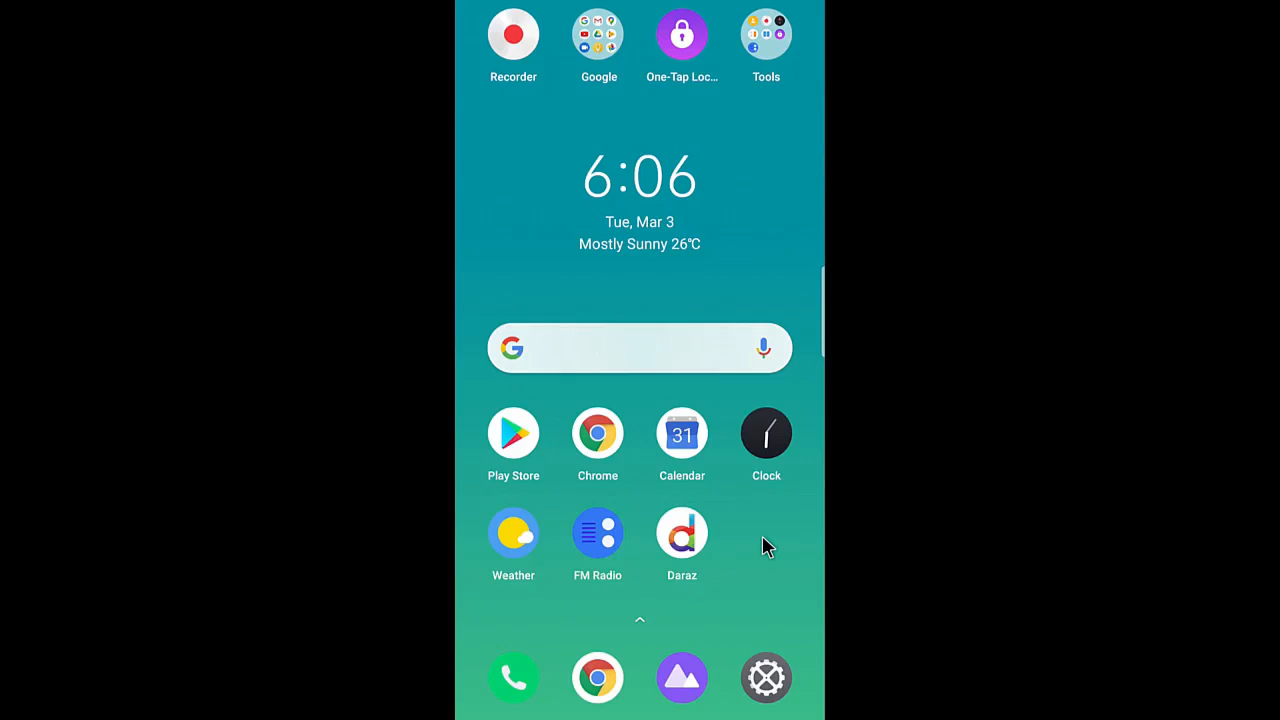 Recorder Google One-Tap Loc... Tools
6:06
Tue, Mar 3
Mostly Sunny 26℃
Play Store Chrome 31 Calendar Clock
Weather FM Radio Daraz